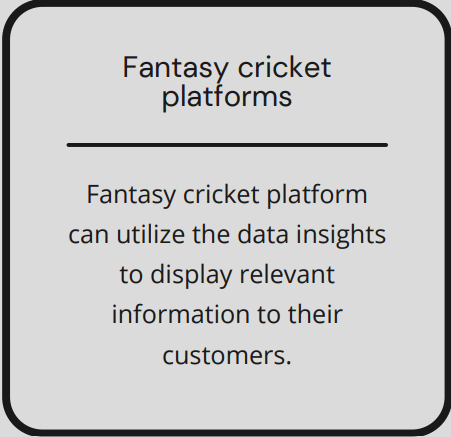 Fantasy cricket
platforms
Fantasy cricket platform
can utilize the data insights
to display relevant
information to their
customers.